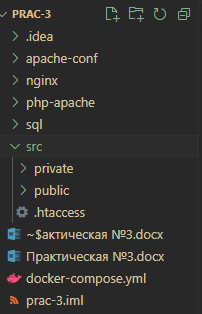 PRAC-3
.idea
apache-conf
nginx
php-apache
sql
src
private
public
.htaccess
~$актическая №3.docx
Практическая №3.docx
docker-compose.yml
prac-3.iml